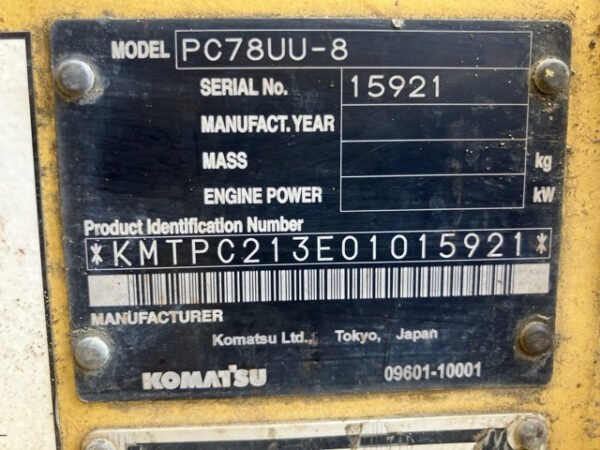 MODEL PC78UU-8
SERIAL No. 15921
MANUFACT.YEAR
MASS kg
ENGINE POWER kW
Product Identification Number
*KMTPC213E01015921*
MANUFACTURER
Komatsu Ltd., Tokyo, Japan
KOMATSU 09601-10001